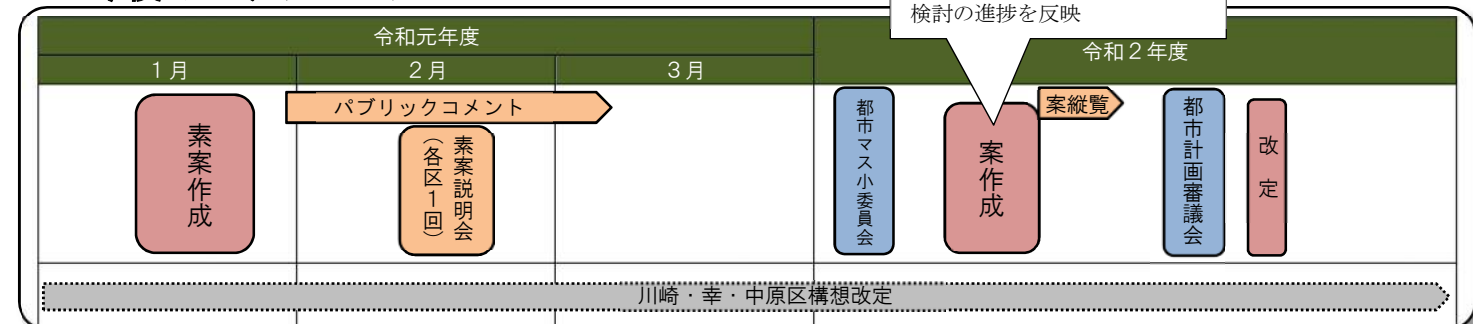 検討の進捗を反映
令和元年度
令和２年度
１月
２月
３月
パブリックコメント
案縦覧
素案作成
素案説明会
（各区１回）
都市マス小委員会
案作成
都市計画審議会
改定
川崎・幸・中原区構想改定